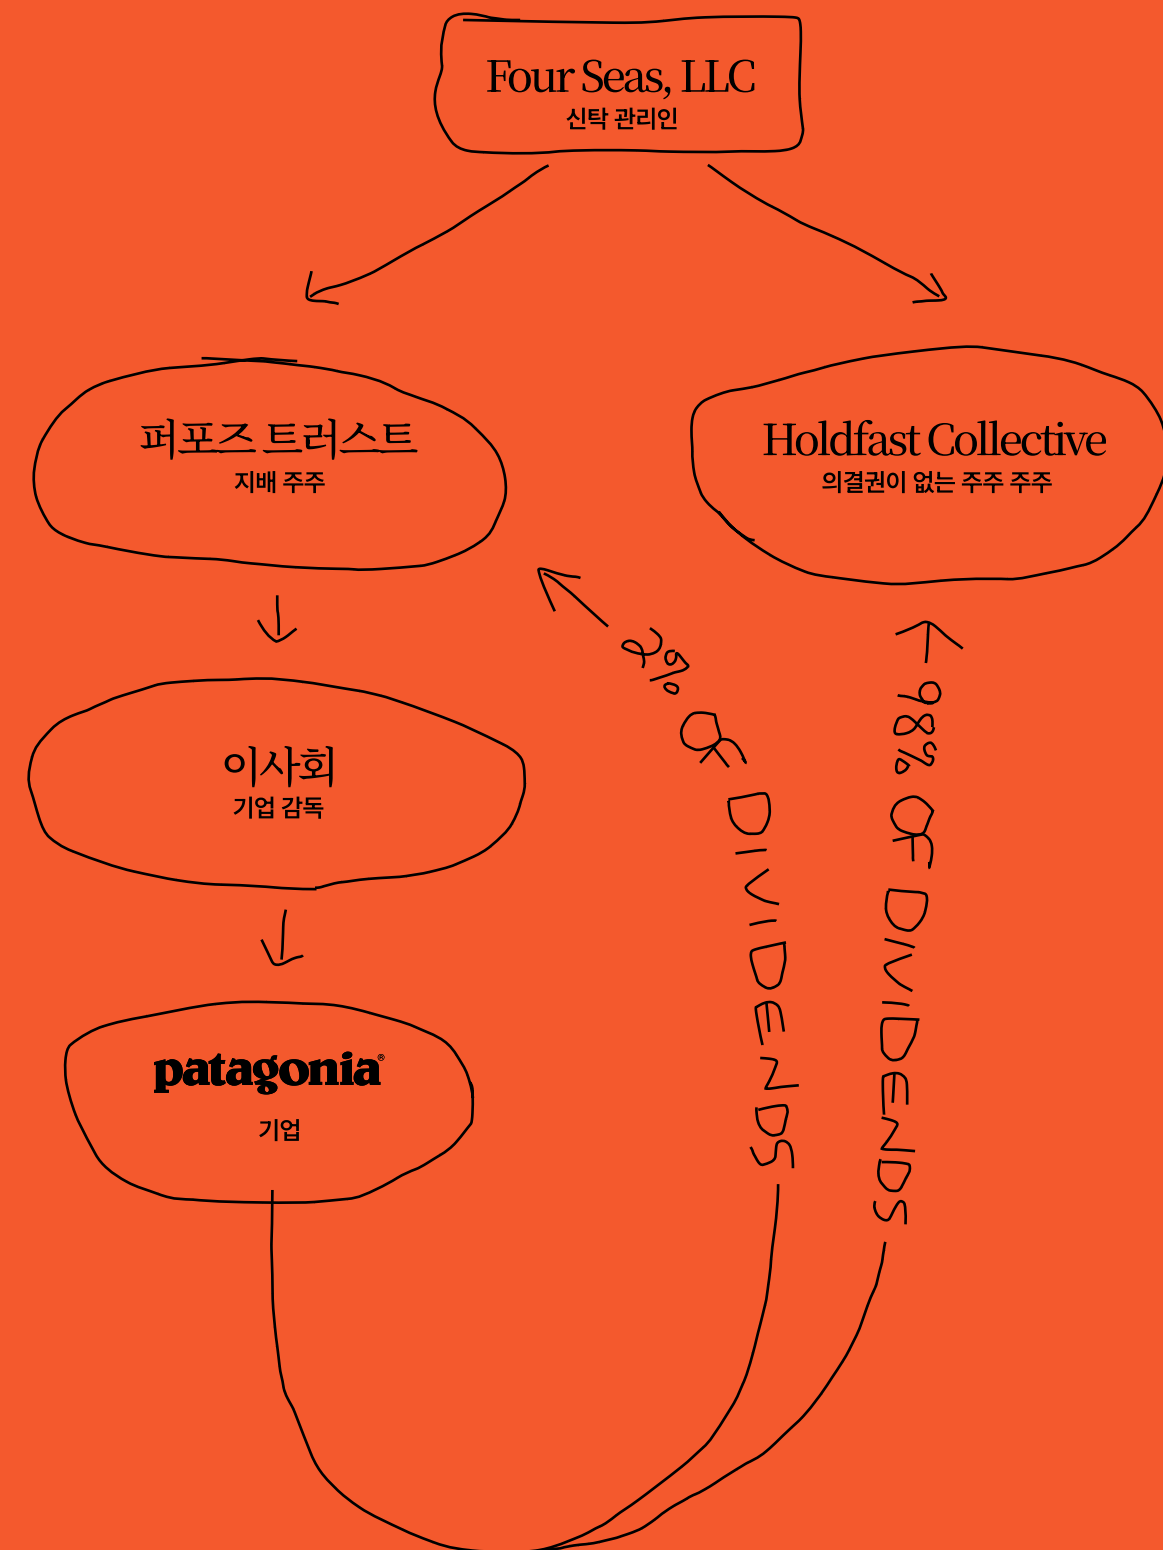 Four Seas, LLC
신탁 관리인
퍼포즈 트러스트
지배 주주
Holdfast Collective
의결권이 없는 주주 주주
2% OF DIVIDENDS
98% OF DIVIDENDS
이사회
기업 감독
patagonia®
기업